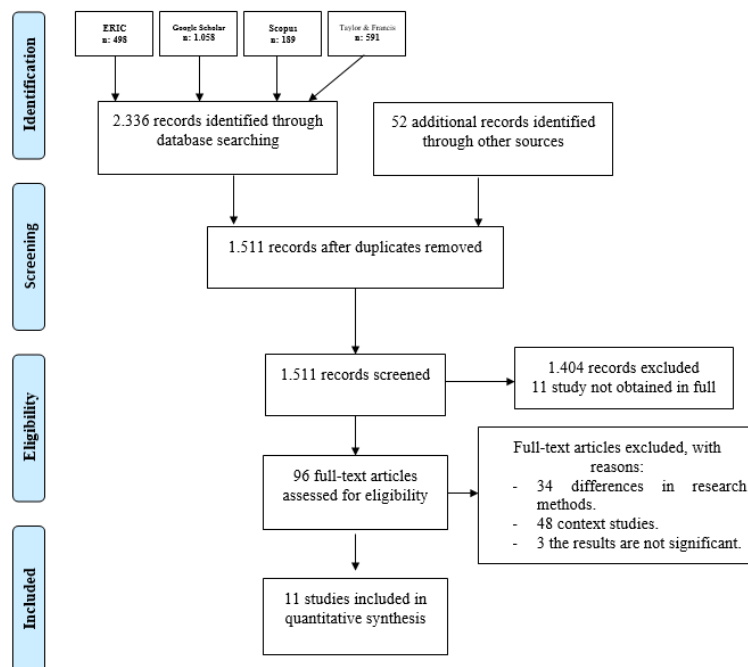 Identification
ERIC
n: 498
Google Scholar
n: 1.058
Scopus
n: 189
Taylor & Francis
n: 591
2.336 records identified through
database searching
52 additional records identified
through other sources
Screening
1.511 records after duplicates removed
Eligibility
1.511 records screened
1.404 records excluded
11 study not obtained in full
96 full-text articles
assessed for eligibility
Full-text articles excluded, with
reasons:
- 34 differences in research
methods.
- 48 context studies.
- 3 the results are not significant.
Included
11 studies included in
quantitative synthesis